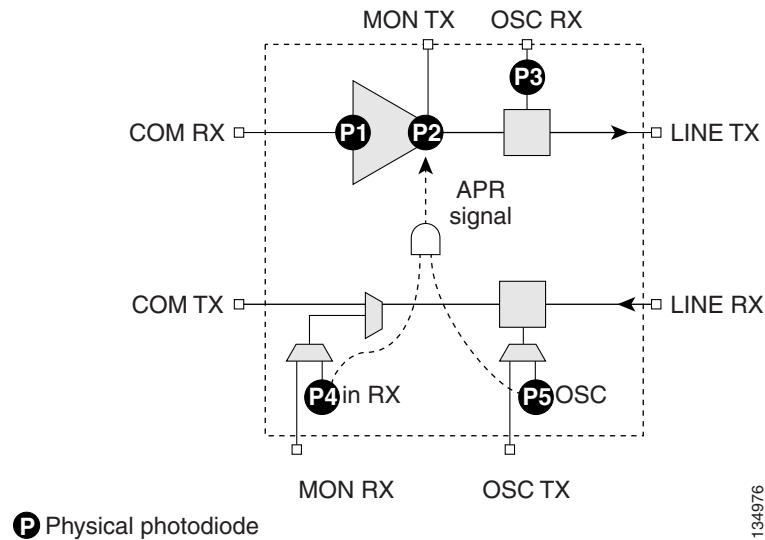 MON TX
OSC RX
P3
COM RX
P1
P2
LINE TX
APR
signal
COM TX
LINE RX
P4 in RX
P5 OSC
MON RX
OSC TX
P Physical photodiode
134976